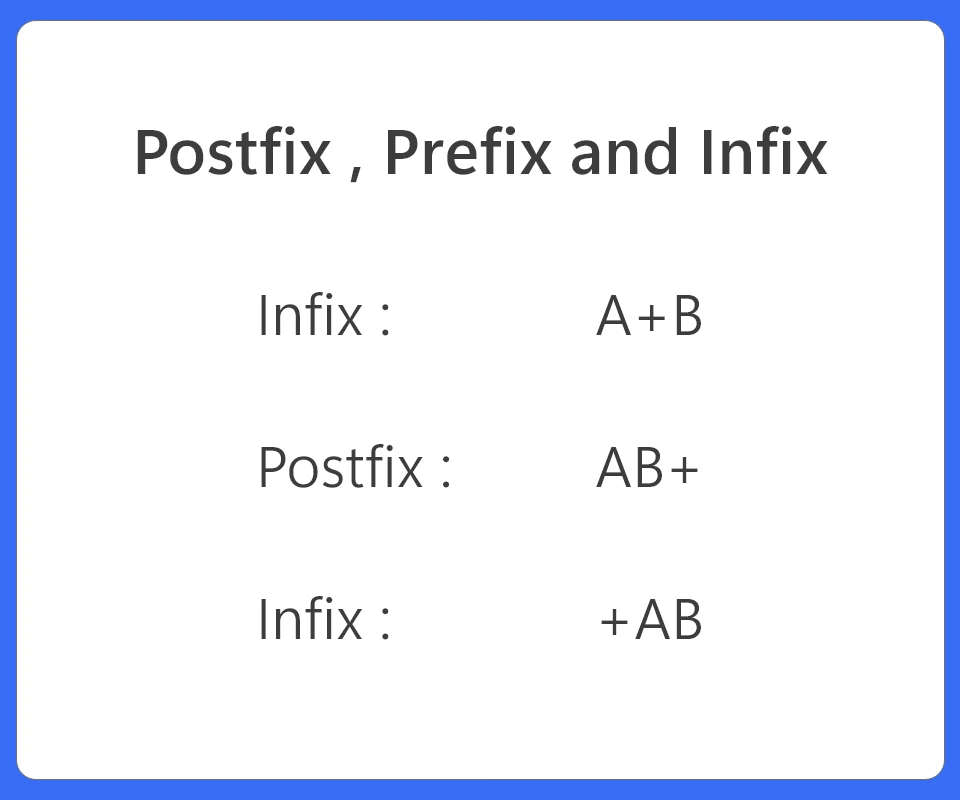 Postfix , Prefix and Infix
Infix : A+B
Postfix : AB+
Infix : +AB